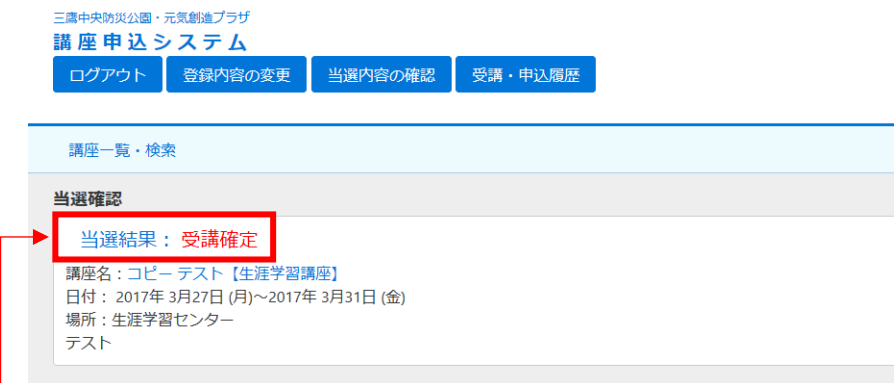 三鷹中央防災公園・元気創造プラザ
講座申込システム
ログアウト 登録内容の変更 当選内容の確認 受講・申込履歴
講座一覧・検索
当選確認
当選結果： 受講確定
講座名：コピー テスト【生涯学習講座】
日付： 2017年 3月27日 (月)～2017年 3月31日 (金)
場所：生涯学習センター
テスト